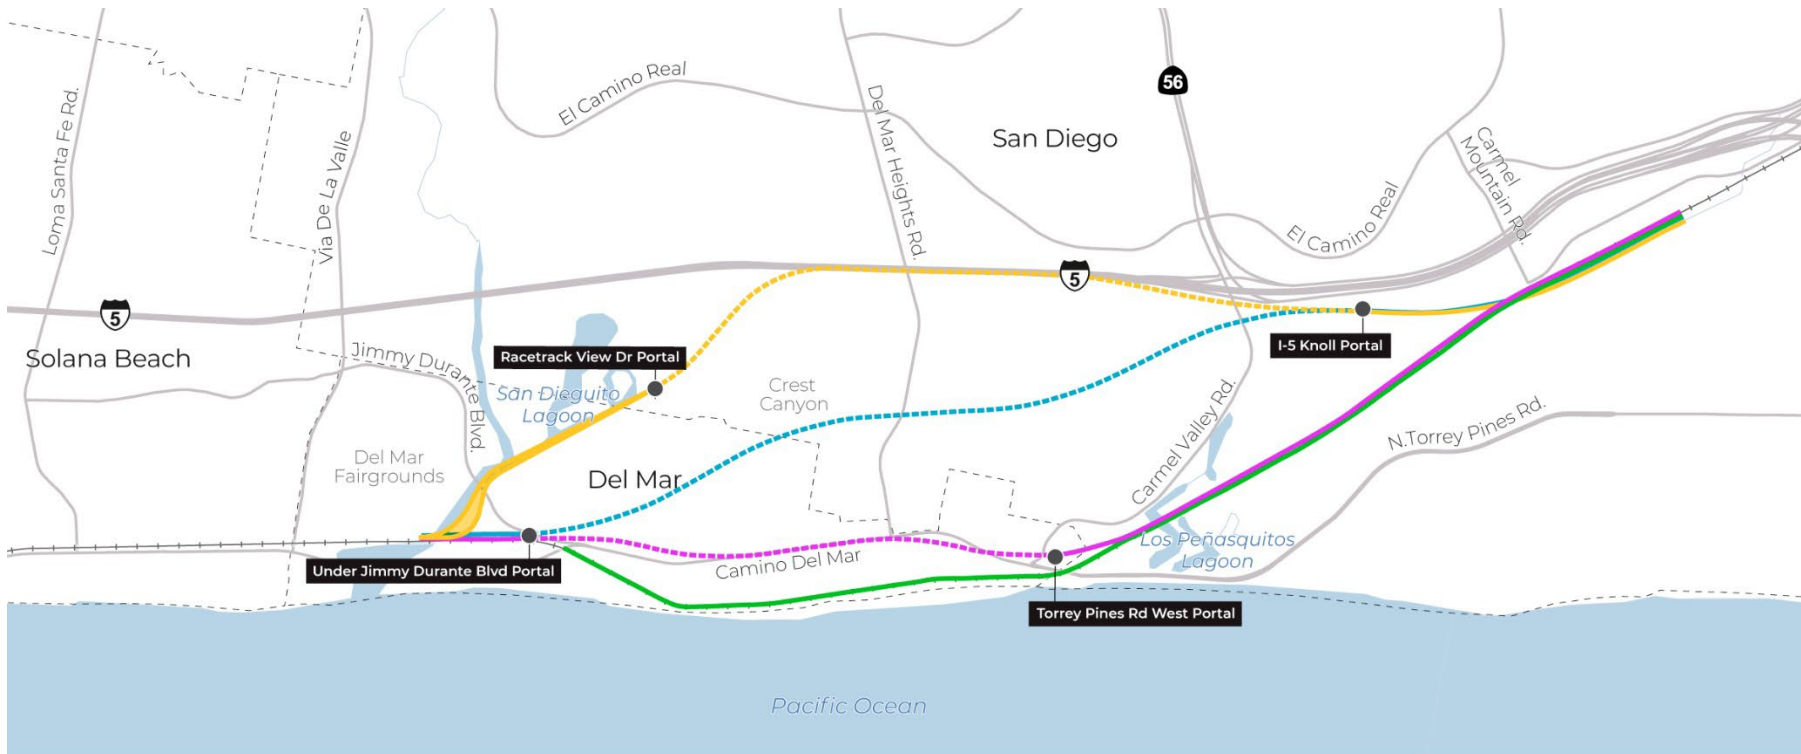 56
El Camino Real
San Diego
Loma Santa Fe Rd.
Via De La Valle
Del Mar Heights Rd.
Carmel
Mountain Rd.
El Camino Real
5
5
Solana Beach
Jimmy Durante Blvd.
Racetrack View Dr Portal
I-5 Knoll Portal
San Dieguito
Lagoon
Crest
Canyon
Carmel Valley Rd.
N.Torrey Pines Rd.
Del Mar
Fairgrounds
Del Mar
Los Peñasquitos
Lagoon
Under Jimmy Durante Blvd Portal
Camino Del Mar
Torrey Pines Rd West Portal
Pacific Ocean